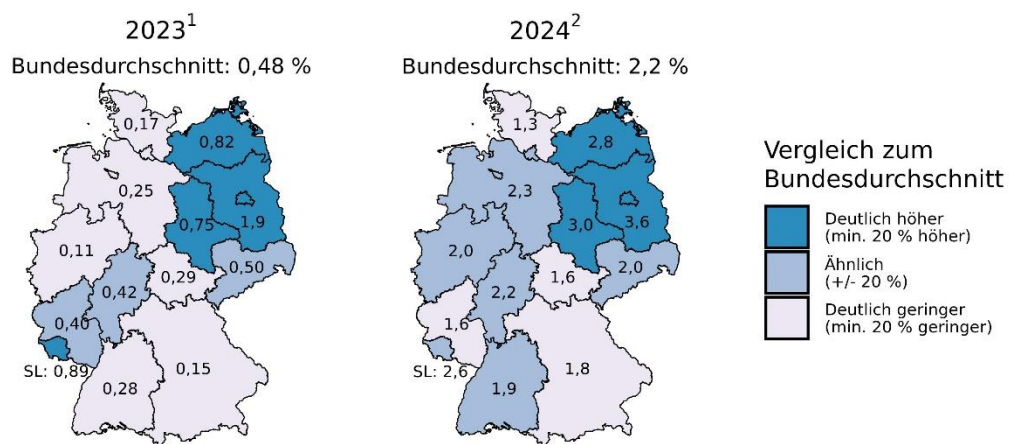 2023¹
Bundesdurchschnitt: 0,48 %
0,17
0,82
0,25
0,75
1,9
0,11
0,29
0,50
0,42
0,40
SL: 0,89
0,28
0,15
2024²
Bundesdurchschnitt: 2,2 %
1,3
2,8
2,3
3,0
3,6
2,0
1,6
2,0
2,2
1,6
SL: 2,6
1,9
1,8
Vergleich zum
Bundesdurchschnitt
Deutlich höher
(min. 20 % höher)
Ähnlich
(+/- 20 %)
Deutlich geringer
(min. 20 % geringer)